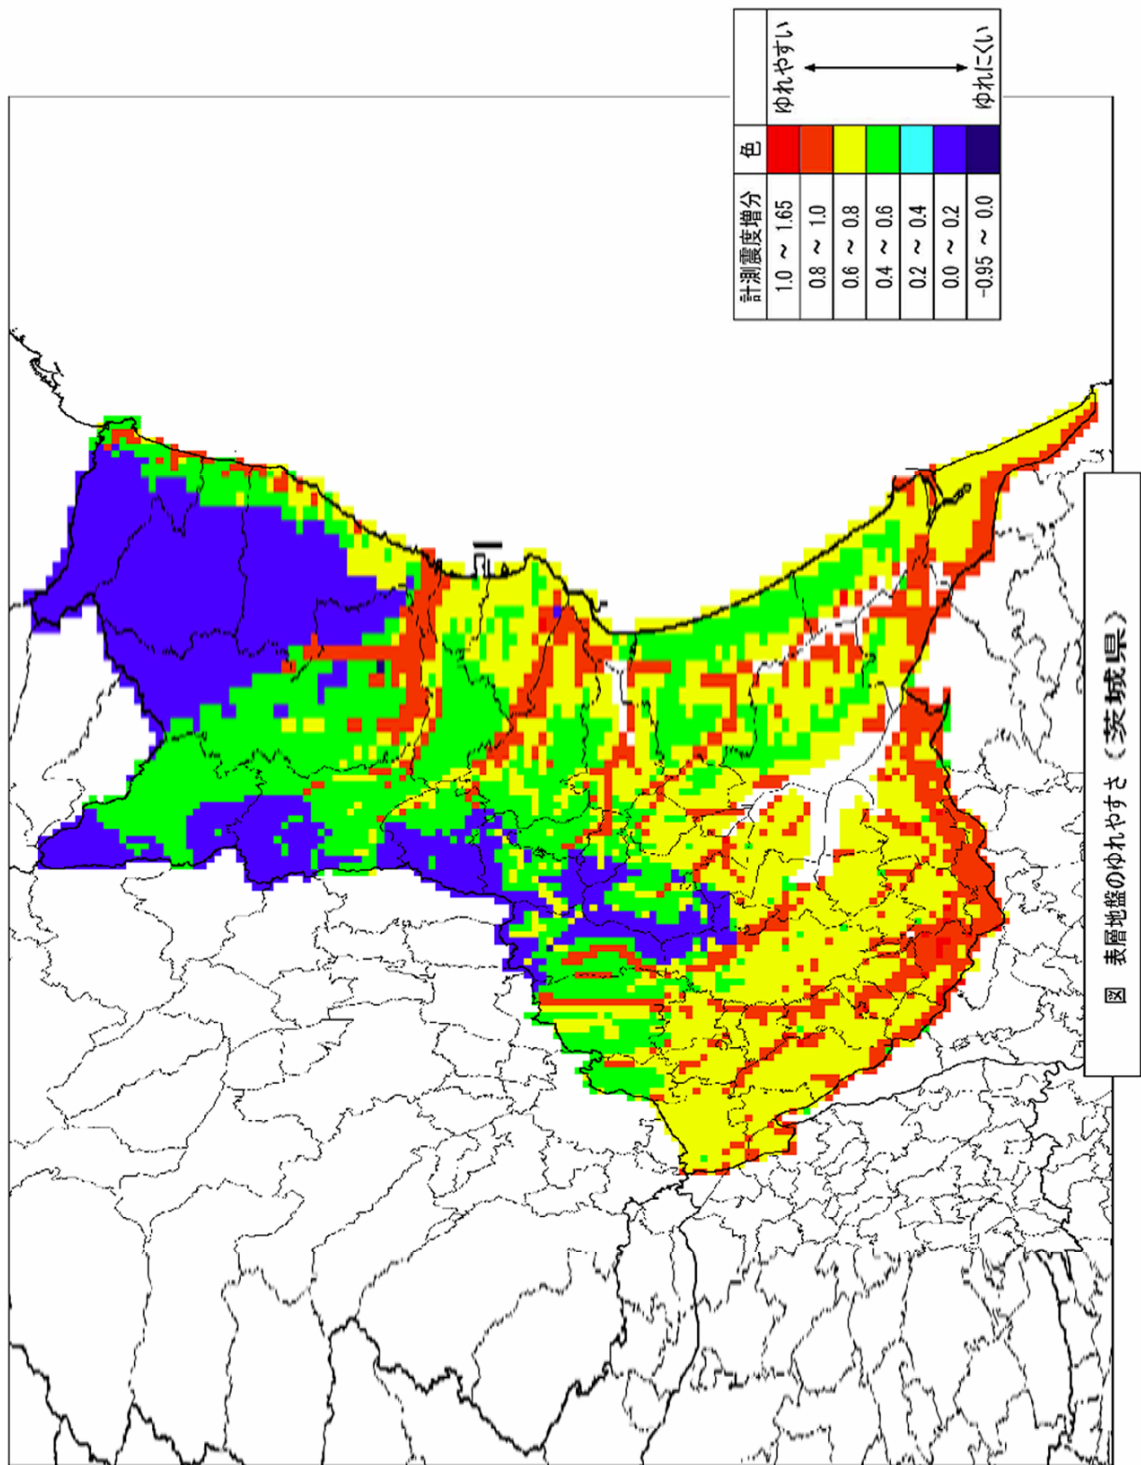 計測震度増分 色
1.0 ～ 1.65 ゆれやすい
0.8 ～ 1.0
0.6 ～ 0.8
0.4 ～ 0.6
0.2 ～ 0.4
0.0 ～ 0.2
-0.95 ～ 0.0 ゆれにくい
図 表層地盤のゆれやすさ（茨城県）